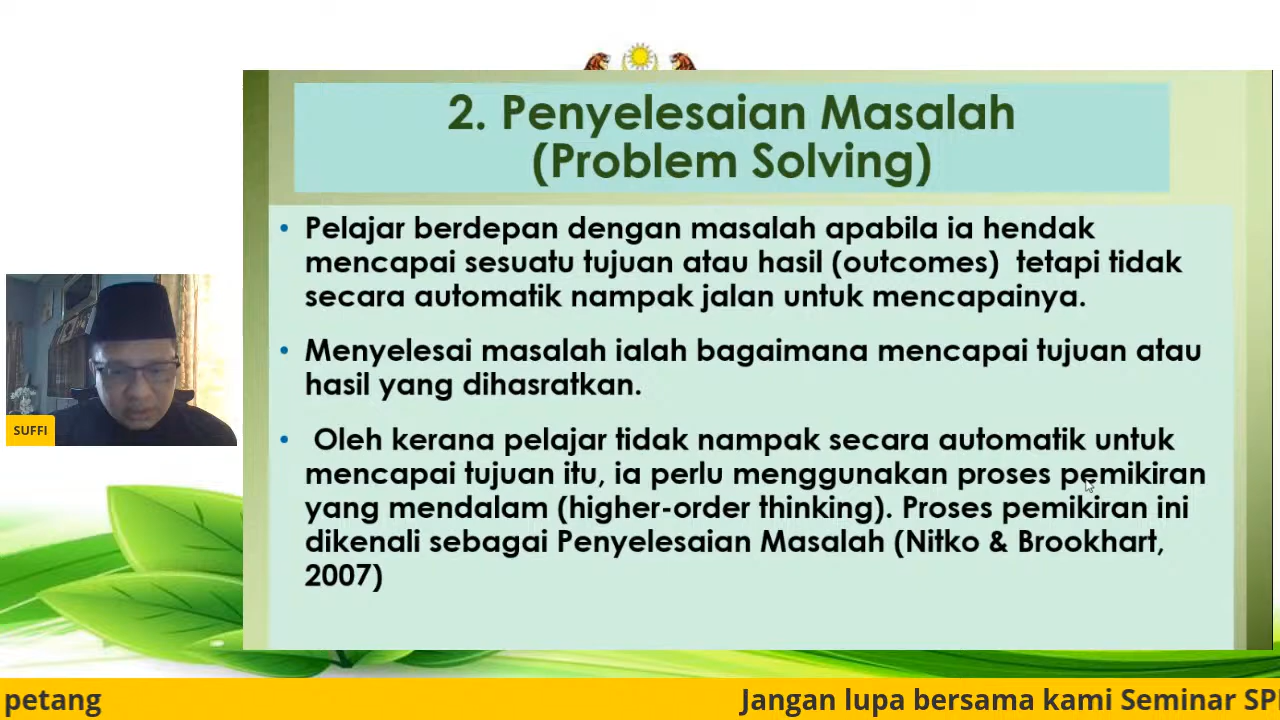 2. Penyelesaian Masalah
(Problem Solving)
• Pelajar berdepan dengan masalah apabila ia hendak
mencapai sesuatu tujuan atau hasil (outcomes) tetapi tidak
secara automatik nampak jalan untuk mencapainya.
• Menyelesai masalah ialah bagaimana mencapai tujuan atau
hasil yang dihasratkan.
• Oleh kerana pelajar tidak nampak secara automatik untuk
mencapai tujuan itu, ia perlu menggunakan proses pemikiran
yang mendalam (higher-order thinking). Proses pemikiran ini
dikenali sebagai Penyelesaian Masalah (Nitko & Brookhart,
2007)
SUFFI
petang
Jangan lupa bersama kami Seminar